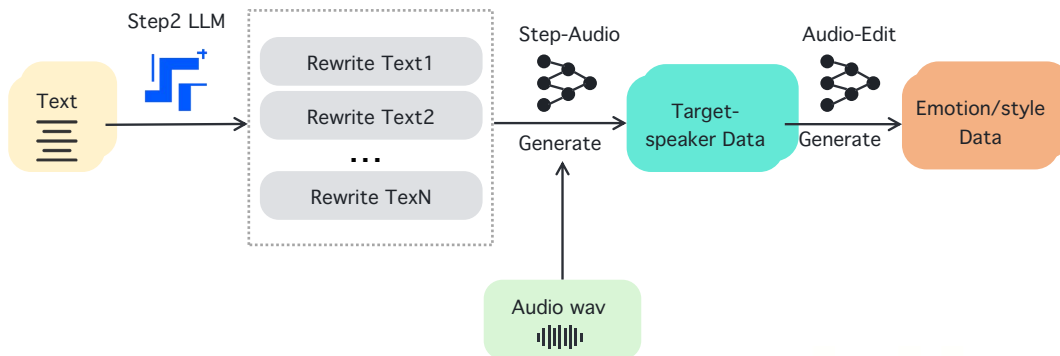 Step2 LLM
Text
Rewrite Text1
Rewrite Text2
...
Rewrite TexN
Step-Audio
Generate
Audio wav
Target-
speaker Data
Audio-Edit
Generate
Emotion/style
Data